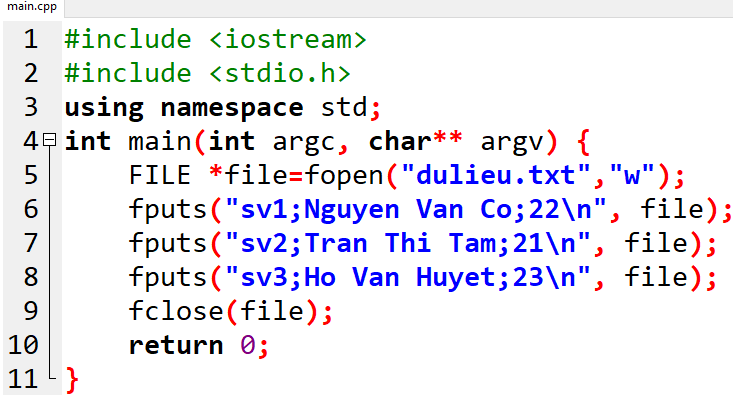 main.cpp
1 #include <iostream>
2 #include <stdio.h>
3 using namespace std;
4 int main(int argc, char** argv) {
5 FILE *file=fopen("dulieu.txt","w");
6 fputs("sv1;Nguyen Van Co;22\n", file);
7 fputs("sv2;Tran Thi Tam;21\n", file);
8 fputs("sv3;Ho Van Huyet;23\n", file);
9 fclose(file);
10 return 0;
11 }